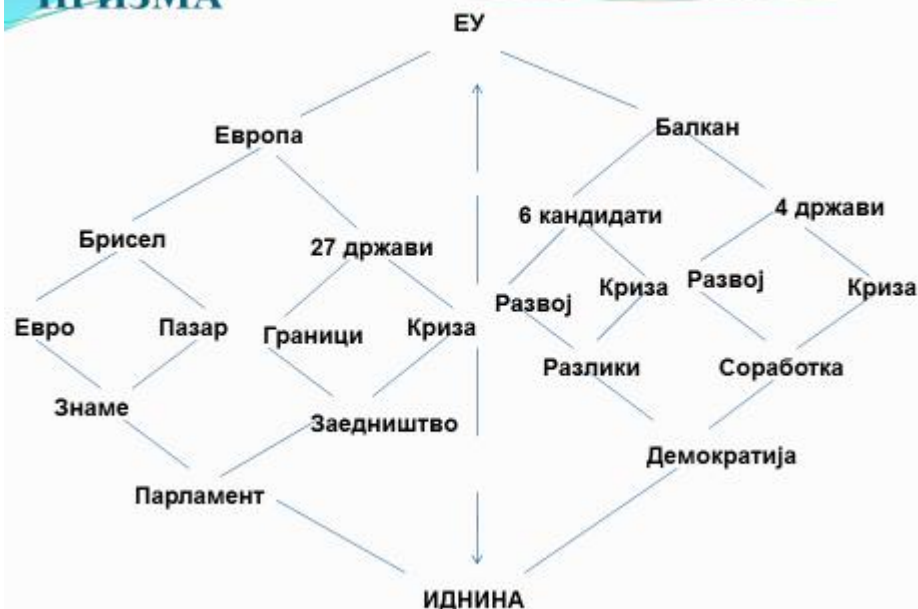 ПРИЗМА
ЕУ
Европа
Балкан
Брисел
27 држави
6 кандидати
4 држави
Евро
Пазар
Граници
Криза
Развој
Криза
Развој
Криза
Знаме
Заедништво
Разлики
Соработка
Парламент
Демократија
ИДНИНА